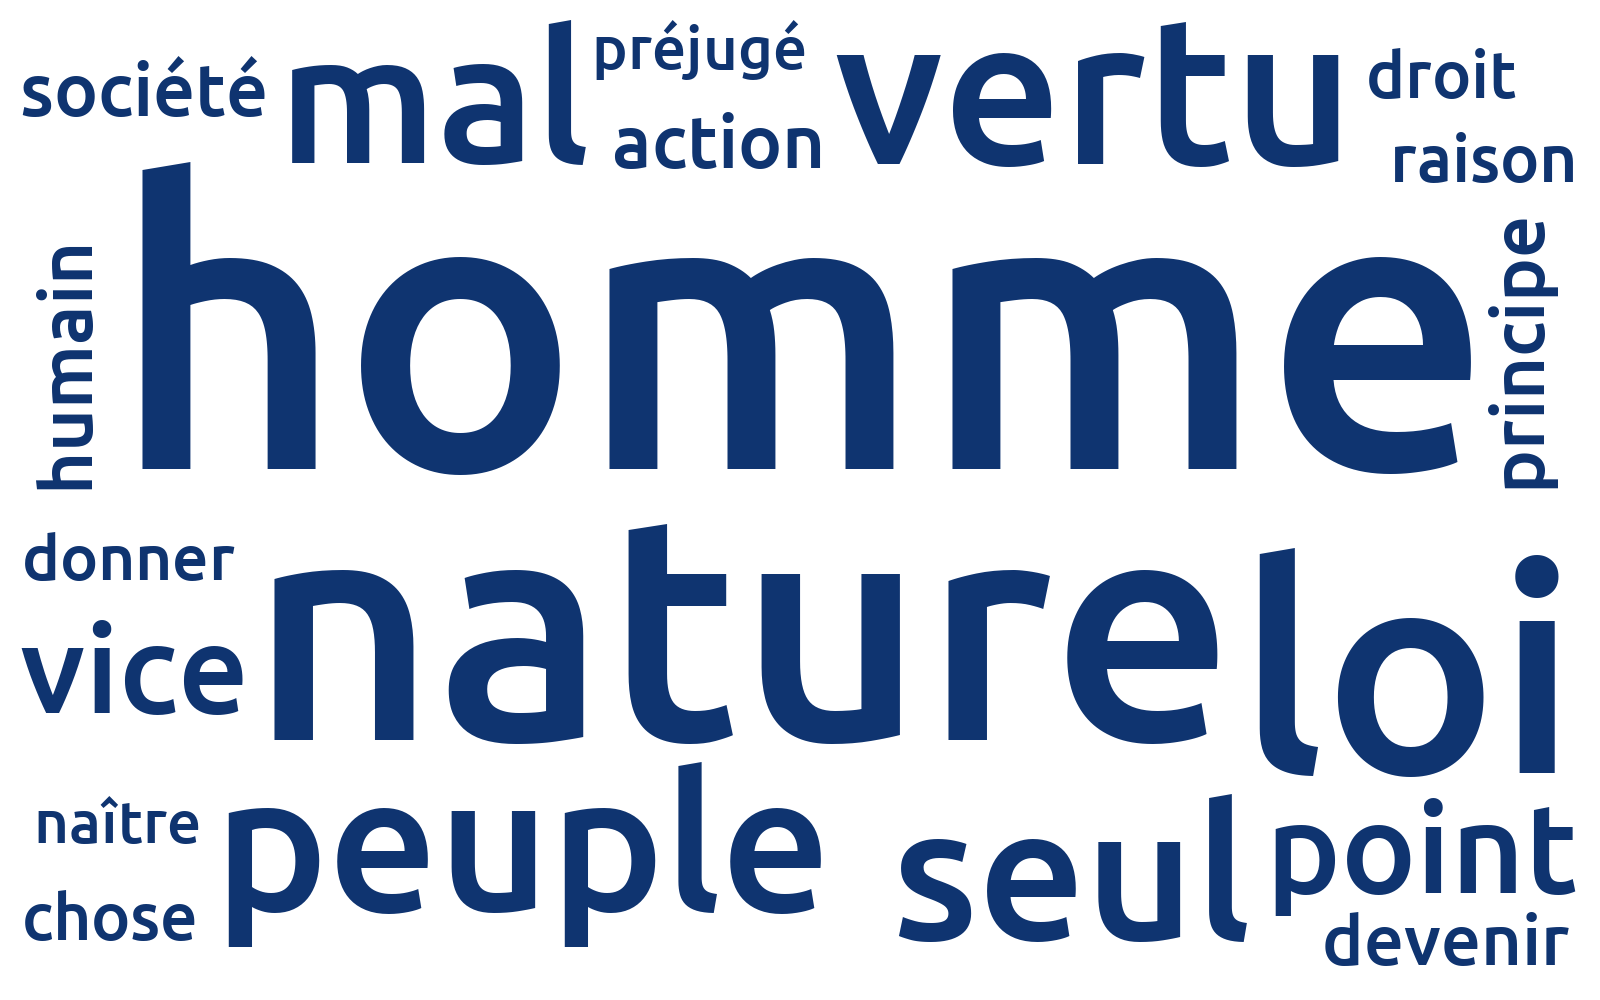 société
mal
préjugé
action
vertu
droit
raison
humain
homme
principe
donner
vice
nature
loi
naître
chose
peuple
seul
point
devenir